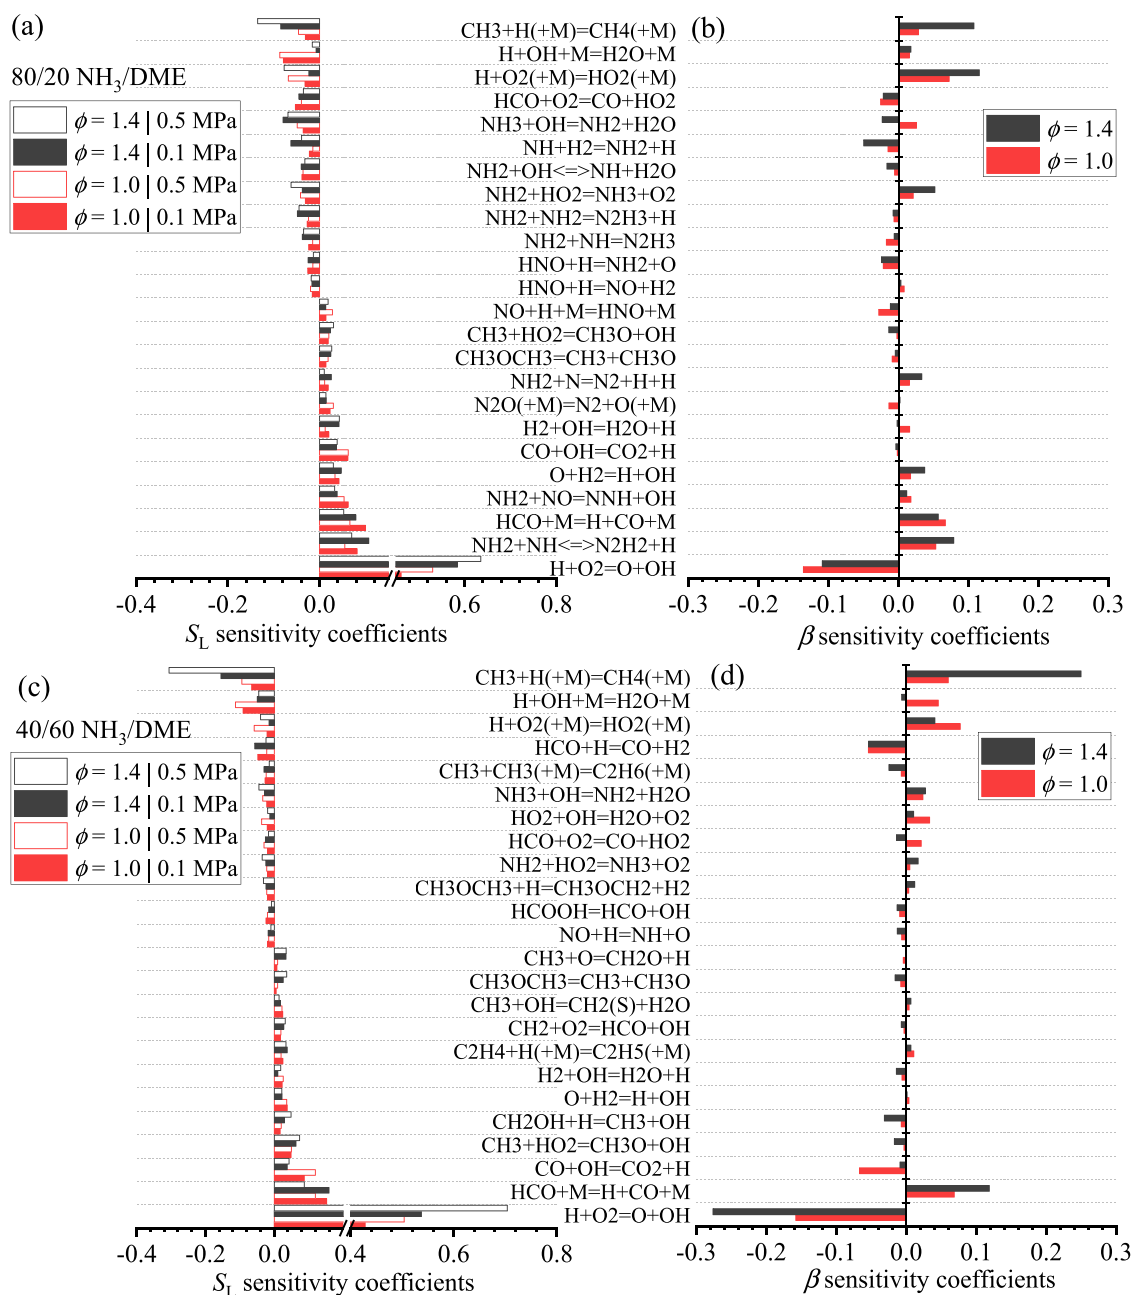 (a)
80/20 NH3/DME
ϕ = 1.4 | 0.5 MPa
ϕ = 1.4 | 0.1 MPa
ϕ = 1.0 | 0.5 MPa
ϕ = 1.0 | 0.1 MPa
CH3+H(+M)=CH4(+M)
H+OH+M=H2O+M
H+O2(+M)=HO2(+M)
HCO+O2=CO+HO2
NH3+OH=NH2+H2O
NH+H2=NH2+H
NH2+OH<=>NH+H2O
NH2+HO2=NH3+O2
NH2+NH2=N2H3+H
NH2+NH=N2H3
HNO+H=NH2+O
HNO+H=NO+H2
NO+H+M=HNO+M
CH3+HO2=CH3O+OH
CH3OCH3=CH3+CH3O
NH2+N=N2+H+H
N2O(+M)=N2+O(+M)
H2+OH=H2O+H
CO+OH=CO2+H
O+H2=H+OH
NH2+NO=NNH+OH
HCO+M=H+CO+M
NH2+NH<=>N2H2+H
H+O2=O+OH
-0.4 -0.2 0.0 0.6 0.8
SL sensitivity coefficients
(b)
ϕ = 1.4
ϕ = 1.0
-0.3 -0.2 -0.1 0.0 0.1 0.2 0.3
β sensitivity coefficients
(c)
40/60 NH3/DME
ϕ = 1.4 | 0.5 MPa
ϕ = 1.4 | 0.1 MPa
ϕ = 1.0 | 0.5 MPa
ϕ = 1.0 | 0.1 MPa
CH3+H(+M)=CH4(+M)
H+OH+M=H2O+M
H+O2(+M)=HO2(+M)
HCO+H=CO+H2
CH3+CH3(+M)=C2H6(+M)
NH3+OH=NH2+H2O
HO2+OH=H2O+O2
HCO+O2=CO+HO2
NH2+HO2=NH3+O2
CH3OCH3+H=CH3OCH2+H2
HCOOH=HCO+OH
NO+H=NH+O
CH3+O=CH2O+H
CH3OCH3=CH3+CH3O
CH3+OH=CH2(S)+H2O
CH2+O2=HCO+OH
C2H4+H(+M)=C2H5(+M)
H2+OH=H2O+H
O+H2=H+OH
CH2OH+H=CH3+OH
CH3+HO2=CH3O+OH
CO+OH=CO2+H
HCO+M=H+CO+M
H+O2=O+OH
-0.4 -0.2 0.0 0.4 0.6 0.8
SL sensitivity coefficients
(d)
ϕ = 1.4
ϕ = 1.0
-0.3 -0.2 -0.1 0.0 0.1 0.2 0.3
β sensitivity coefficients